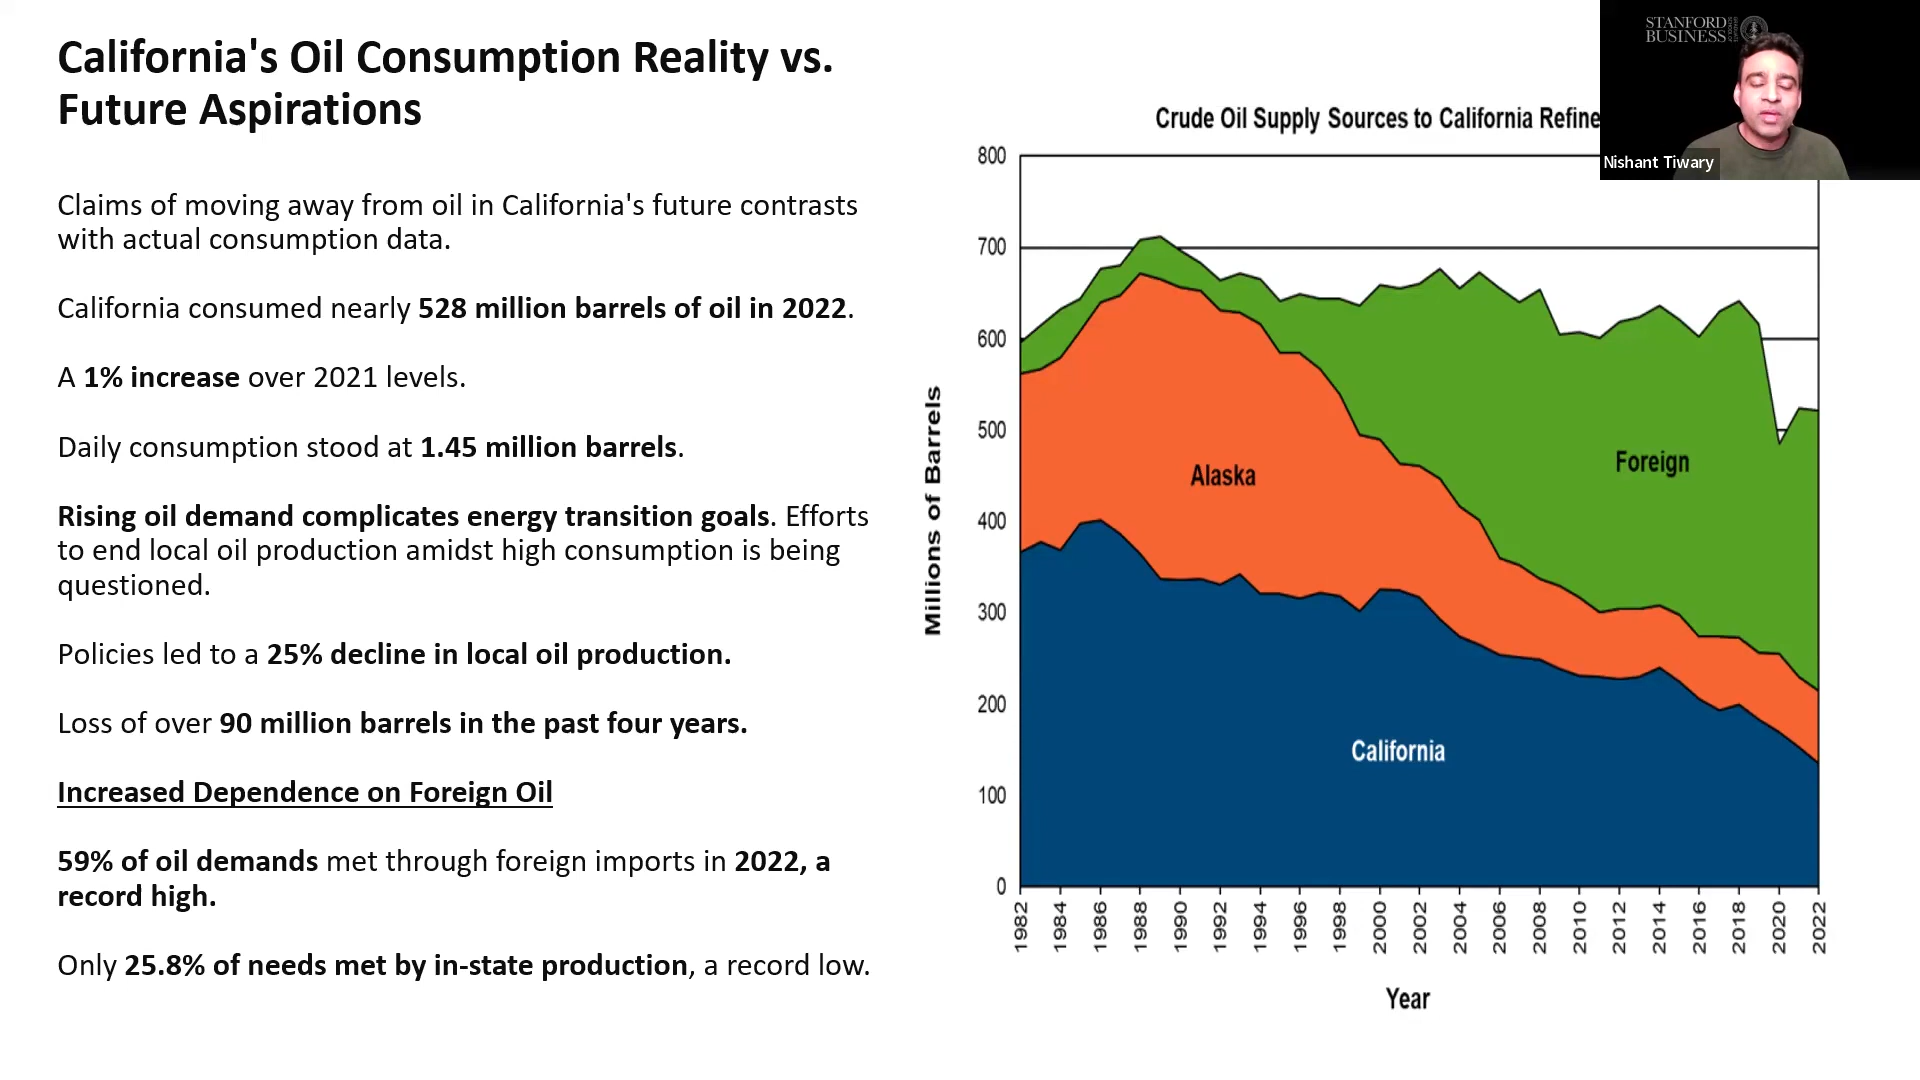 California's Oil Consumption Reality vs.
Future Aspirations
Claims of moving away from oil in California's future contrasts
with actual consumption data.
California consumed nearly 528 million barrels of oil in 2022.
A 1% increase over 2021 levels.
Daily consumption stood at 1.45 million barrels.
Rising oil demand complicates energy transition goals. Efforts
to end local oil production amidst high consumption is being
questioned.
Policies led to a 25% decline in local oil production.
Loss of over 90 million barrels in the past four years.
Increased Dependence on Foreign Oil
59% of oil demands met through foreign imports in 2022, a
record high.
Only 25.8% of needs met by in-state production, a record low.
Crude Oil Supply Sources to California Refine
Millions of Barrels
800
700
600
500
400
300
200
100
0
Foreign
Alaska
California
1982
1984
1986
1988
1990
1992
1994
1996
1998
2000
2002
2004
2006
2008
2010
2012
2014
2016
2018
2020
2022
Year
STANFORD
BUSINESS
Nishant Tiwary